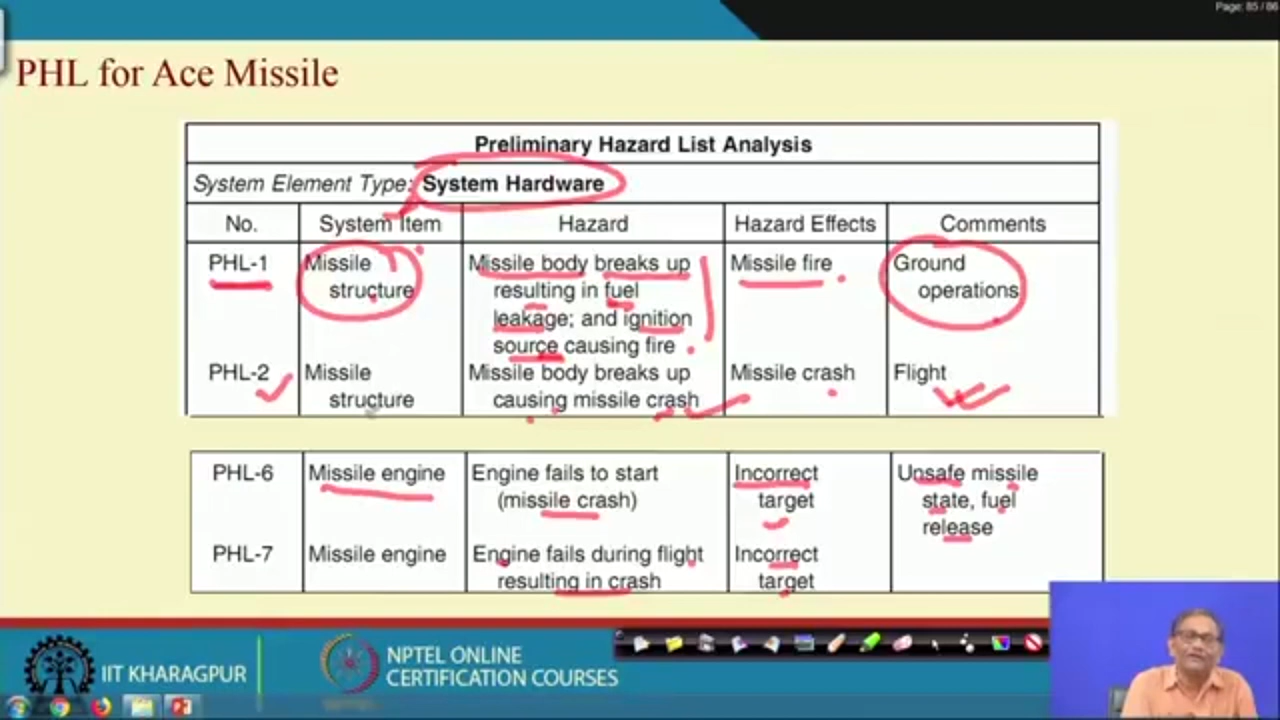 Page: 85 / 86
PHL for Ace Missile
Preliminary Hazard List Analysis
System Element Type: System Hardware
No. System Item Hazard Hazard Effects Comments
PHL-1 Missile structure Missile body breaks up resulting in fuel leakage; and ignition source causing fire Missile fire Ground operations
PHL-2 Missile structure Missile body breaks up causing missile crash Missile crash Flight
PHL-6 Missile engine Engine fails to start (missile crash) Incorrect target Unsafe missile state, fuel release
PHL-7 Missile engine Engine fails during flight resulting in crash Incorrect target
IIT KHARAGPUR
NPTEL ONLINE
CERTIFICATION COURSES